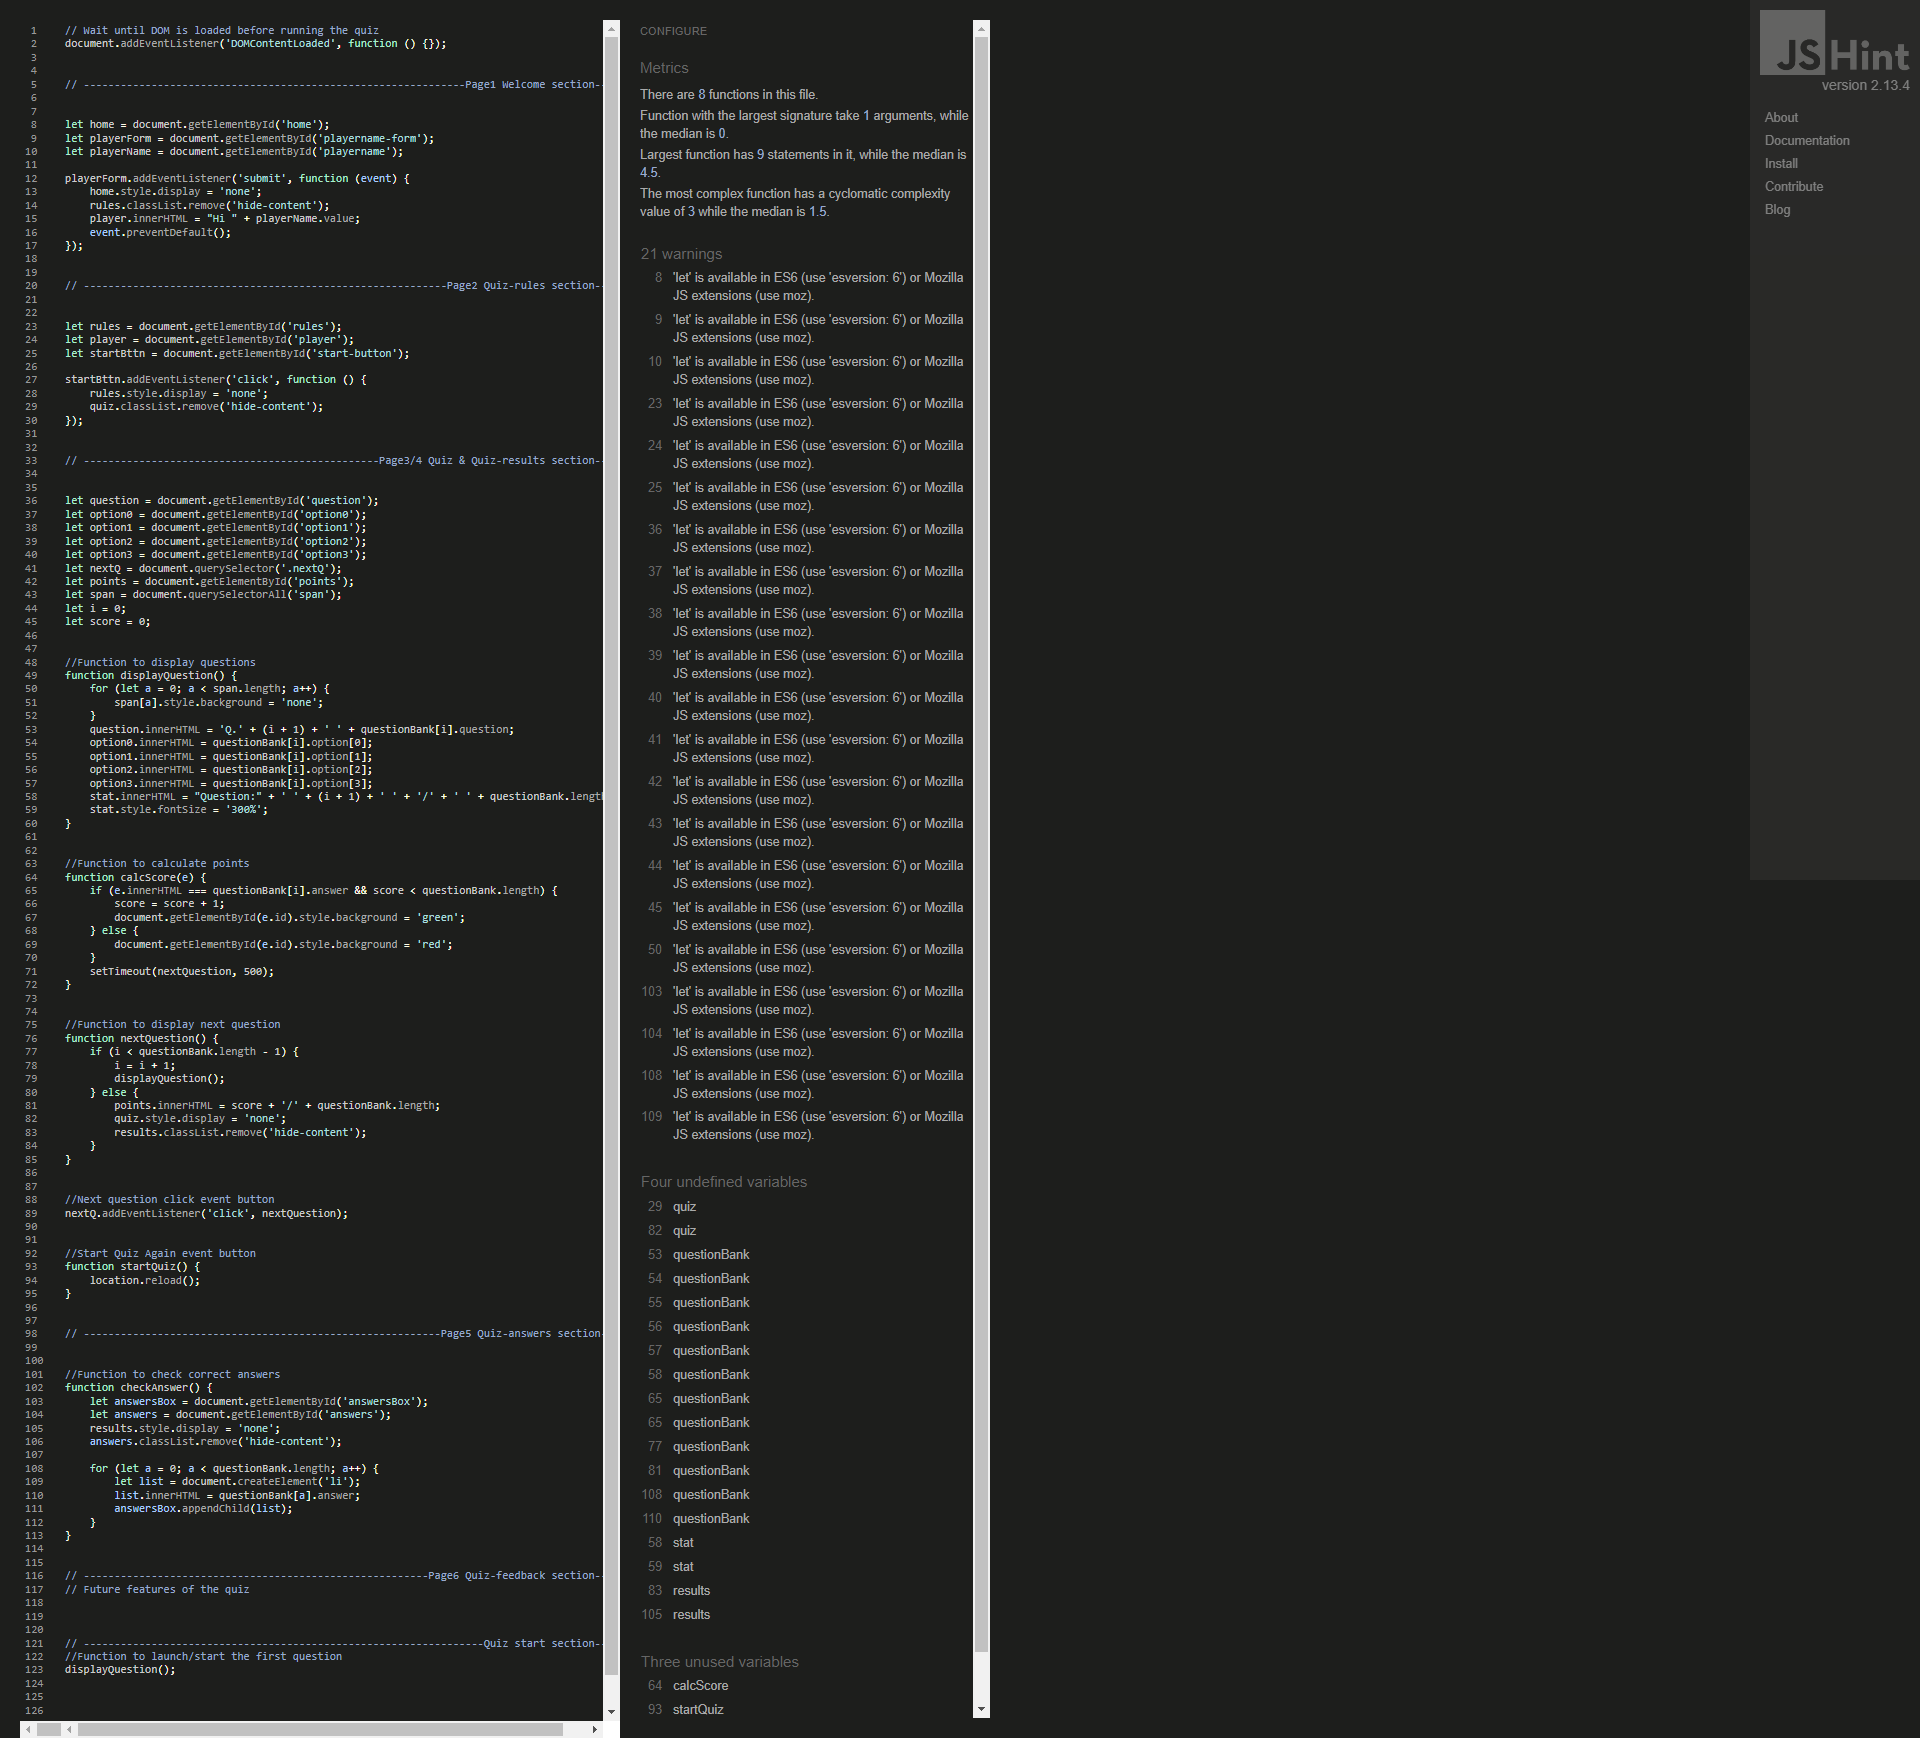 1 // Wait until DOM is loaded before running the quiz
2 document.addEventListener('DOMContentLoaded', function () {});
3
4
5 // --------------------------------------------------------------Page1 Welcome section--
6
7
8 let home = document.getElementById('home');
9 let playerForm = document.getElementById('playername-form');
10 let playerName = document.getElementById('playername');
11
12 playerForm.addEventListener('submit', function (event) {
13 home.style.display = 'none';
14 rules.classList.remove('hide-content');
15 player.innerHTML = "Hi " + playerName.value;
16 event.preventDefault();
17 });
18
19
20 // -----------------------------------------------------------Page2 Quiz-rules section--
21
22
23 let rules = document.getElementById('rules');
24 let player = document.getElementById('player');
25 let startBttn = document.getElementById('start-button');
26
27 startBttn.addEventListener('click', function () {
28 rules.style.display = 'none';
29 quiz.classList.remove('hide-content');
30 });
31
32
33 // ------------------------------------------------Page3/4 Quiz & Quiz-results section--
34
35
36 let question = document.getElementById('question');
37 let option0 = document.getElementById('option0');
38 let option1 = document.getElementById('option1');
39 let option2 = document.getElementById('option2');
40 let option3 = document.getElementById('option3');
41 let nextQ = document.querySelector('.nextQ');
42 let points = document.getElementById('points');
43 let span = document.querySelectorAll('span');
44 let i = 0;
45 let score = 0;
46
47
48 //Function to display questions
49 function displayQuestion() {
50 for (let a = 0; a < span.length; a++) {
51 span[a].style.background = 'none';
52 }
53 question.innerHTML = 'Q.' + (i + 1) + ' ' + questionBank[i].question;
54 option0.innerHTML = questionBank[i].option[0];
55 option1.innerHTML = questionBank[i].option[1];
56 option2.innerHTML = questionBank[i].option[2];
57 option3.innerHTML = questionBank[i].option[3];
58 stat.innerHTML = "Question:" + ' ' + (i + 1) + ' ' + '/' + ' ' + questionBank.length
59 stat.style.fontSize = '300%';
60 }
61
62
63 //Function to calculate points
64 function calcScore(e) {
65 if (e.innerHTML === questionBank[i].answer && score < questionBank.length) {
66 score = score + 1;
67 document.getElementById(e.id).style.background = 'green';
68 } else {
69 document.getElementById(e.id).style.background = 'red';
70 }
71 setTimeout(nextQuestion, 500);
72 }
73
74
75 //Function to display next question
76 function nextQuestion() {
77 if (i < questionBank.length - 1) {
78 i = i + 1;
79 displayQuestion();
80 } else {
81 points.innerHTML = score + '/' + questionBank.length;
82 quiz.style.display = 'none';
83 results.classList.remove('hide-content');
84 }
85 }
86
87
88 //Next question click event button
89 nextQ.addEventListener('click', nextQuestion);
90
91
92 //Start Quiz Again event button
93 function startQuiz() {
94 location.reload();
95 }
96
97
98 // ----------------------------------------------------------Page5 Quiz-answers section-
99
100
101 //Function to check correct answers
102 function checkAnswer() {
103 let answersBox = document.getElementById('answersBox');
104 let answers = document.getElementById('answers');
105 results.style.display = 'none';
106 answers.classList.remove('hide-content');
107
108 for (let a = 0; a < questionBank.length; a++) {
109 let list = document.createElement('li');
110 list.innerHTML = questionBank[a].answer;
111 answersBox.appendChild(list);
112 }
113 }
114
115
116 // --------------------------------------------------------Page6 Quiz-feedback section--
117 // Future features of the quiz
118
119
120
121 // -----------------------------------------------------------------Quiz start section--
122 //Function to launch/start the first question
123 displayQuestion();
124
125
126
CONFIGURE
Metrics
There are 8 functions in this file.
Function with the largest signature take 1 arguments, while
the median is 0.
Largest function has 9 statements in it, while the median is
4.5.
The most complex function has a cyclomatic complexity
value of 3 while the median is 1.5.
21 warnings
8 'let' is available in ES6 (use 'esversion: 6') or Mozilla
JS extensions (use moz).
9 'let' is available in ES6 (use 'esversion: 6') or Mozilla
JS extensions (use moz).
10 'let' is available in ES6 (use 'esversion: 6') or Mozilla
JS extensions (use moz).
23 'let' is available in ES6 (use 'esversion: 6') or Mozilla
JS extensions (use moz).
24 'let' is available in ES6 (use 'esversion: 6') or Mozilla
JS extensions (use moz).
25 'let' is available in ES6 (use 'esversion: 6') or Mozilla
JS extensions (use moz).
36 'let' is available in ES6 (use 'esversion: 6') or Mozilla
JS extensions (use moz).
37 'let' is available in ES6 (use 'esversion: 6') or Mozilla
JS extensions (use moz).
38 'let' is available in ES6 (use 'esversion: 6') or Mozilla
JS extensions (use moz).
39 'let' is available in ES6 (use 'esversion: 6') or Mozilla
JS extensions (use moz).
40 'let' is available in ES6 (use 'esversion: 6') or Mozilla
JS extensions (use moz).
41 'let' is available in ES6 (use 'esversion: 6') or Mozilla
JS extensions (use moz).
42 'let' is available in ES6 (use 'esversion: 6') or Mozilla
JS extensions (use moz).
43 'let' is available in ES6 (use 'esversion: 6') or Mozilla
JS extensions (use moz).
44 'let' is available in ES6 (use 'esversion: 6') or Mozilla
JS extensions (use moz).
45 'let' is available in ES6 (use 'esversion: 6') or Mozilla
JS extensions (use moz).
50 'let' is available in ES6 (use 'esversion: 6') or Mozilla
JS extensions (use moz).
103 'let' is available in ES6 (use 'esversion: 6') or Mozilla
JS extensions (use moz).
104 'let' is available in ES6 (use 'esversion: 6') or Mozilla
JS extensions (use moz).
108 'let' is available in ES6 (use 'esversion: 6') or Mozilla
JS extensions (use moz).
109 'let' is available in ES6 (use 'esversion: 6') or Mozilla
JS extensions (use moz).
Four undefined variables
29 quiz
82 quiz
53 questionBank
54 questionBank
55 questionBank
56 questionBank
57 questionBank
58 questionBank
65 questionBank
65 questionBank
77 questionBank
81 questionBank
108 questionBank
110 questionBank
58 stat
59 stat
83 results
105 results
Three unused variables
64 calcScore
93 startQuiz
JSHint
version 2.13.4
About
Documentation
Install
Contribute
Blog